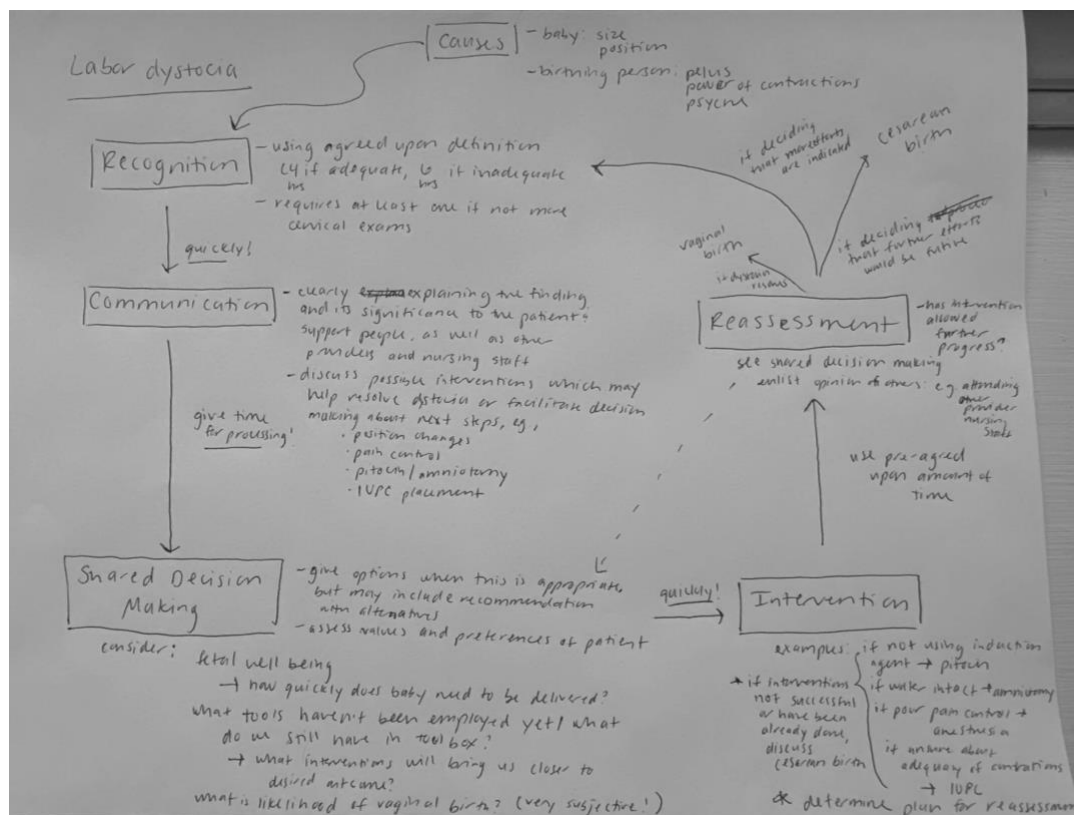 Labor dystocia
Causes
- baby: size
position
- birthing person: pelvis
power of contractions
psyche
Recognition
- using agreed upon definition
(4 if adequate, 6 if inadequate
hrs hrs
- requires at least one if not more
cervical exams
quickly!
Communication
- clearly explaining the finding
and its significance to the patient,
support people, as well as other
providers and nursing staff
- discuss possible interventions which may
help resolve dystocia or facilitate decision
making about next steps, eg,
· position changes
· pain control
· pitocin/amniotomy
· IUPC placement
give time
for processing!
Shared Decision
Making
- give options when this is appropriate,
but may include recommendation
alternatives
- assess values and preferences of patient
consider:
fetal well being
→ how quickly does baby need to be delivered?
what tools haven't been employed yet / what
do we still have in toolbox?
→ what interventions will bring us closer to
desired outcome?
what is likelihood of vaginal birth? (very subjective!)
quickly!
Intervention
examples:
if not using induction
agent → pitocin
if water intact → amniotomy
if poor pain control →
anesthesia
if unsure about
adequacy of contractions
→ IUPC
* if interventions
not successful
or have been
already done,
discuss
cesarean birth
* determine plan for reassessment
use pre-agreed
upon amount of
time
Reassessment
- has intervention
allowed
further
progress?
see shared decision making
enlist opinion of others: e.g. attending
other
provider
nursing
staff
vaginal
birth
if dystocia
if deciding
that more efforts
are indicated
cesarean
birth
if deciding
that further efforts
would be futile